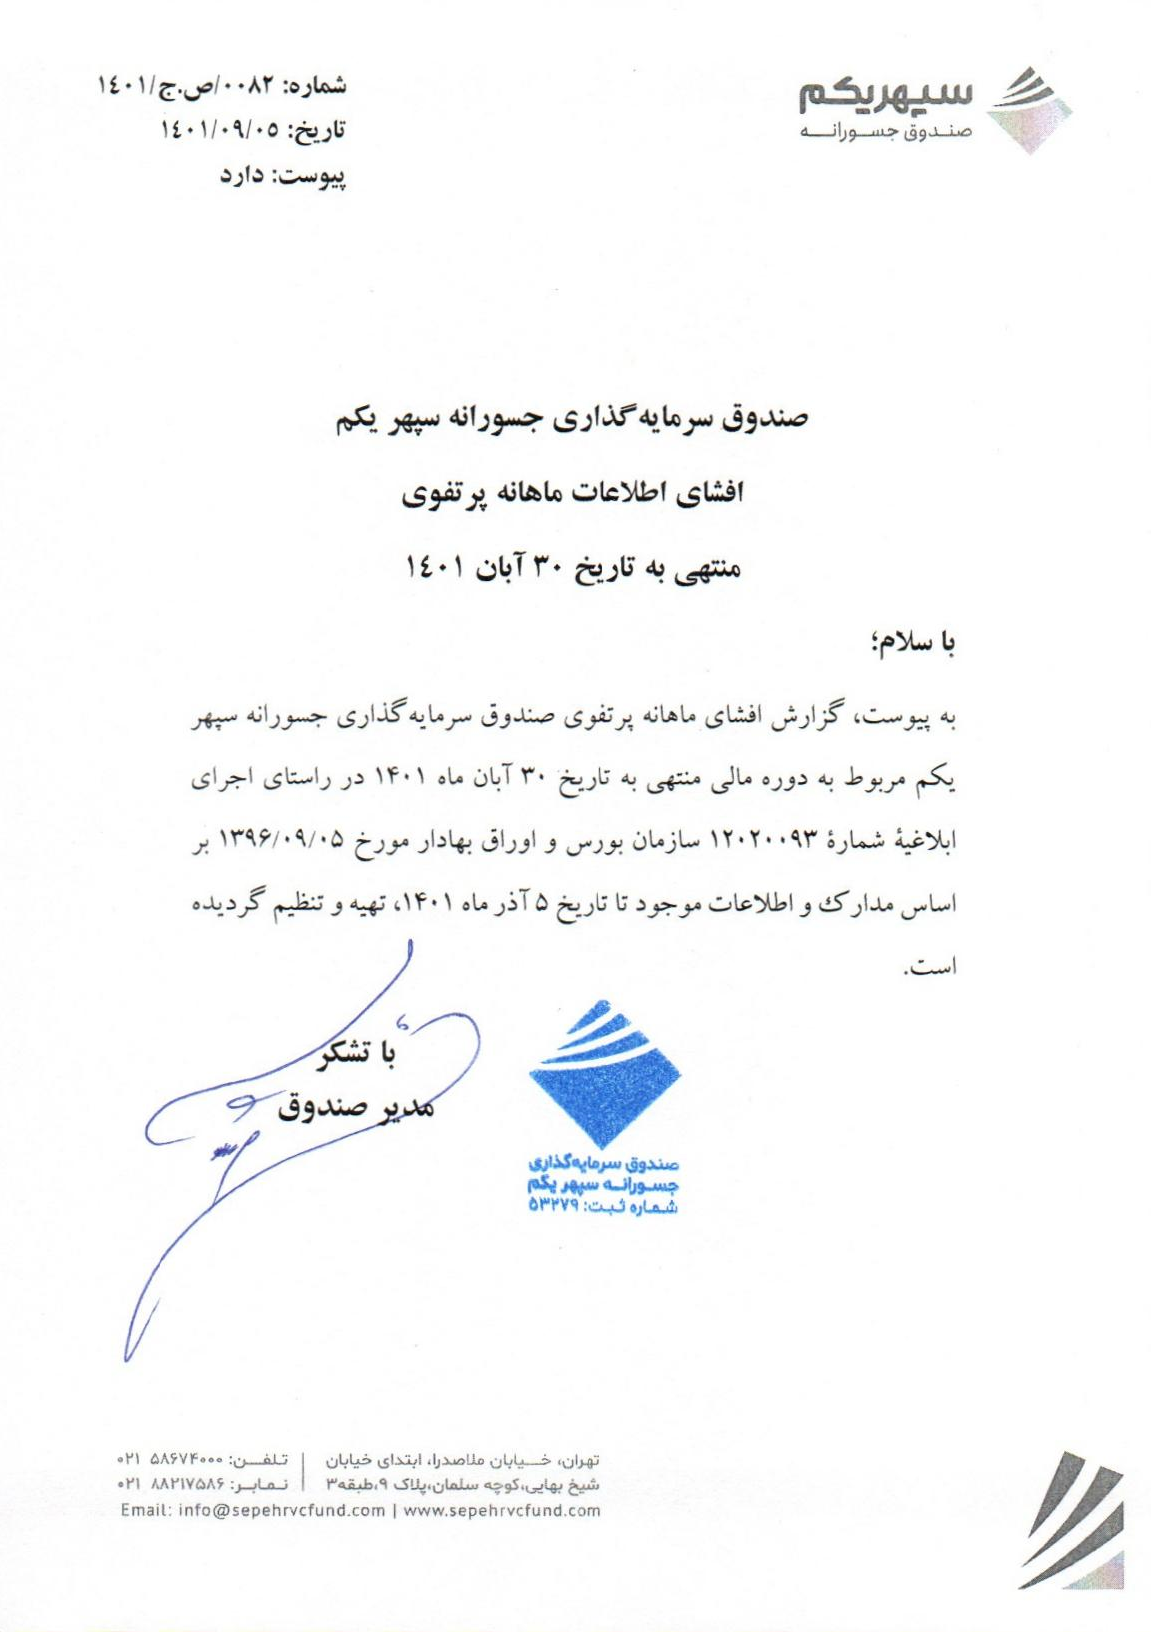 سپهریکم
صندوق جسورانه
شماره: ۰۰۸۲/ص.ج/۱٤۰۱
تاریخ: ۱٤۰۱/۰۹/۰۵
پیوست: دارد
صندوق سرمایه‌گذاری جسورانه سپهر یکم
افشای اطلاعات ماهانه پرتفوی
منتهی به تاریخ ۳۰ آبان ۱٤۰۱
با سلام؛
به پیوست، گزارش افشای ماهانه پرتفوی صندوق سرمایه‌گذاری جسورانه سپهر
یکم مربوط به دوره مالی منتهی به تاریخ ۳۰ آبان ماه ۱۴۰۱ در راستای اجرای
ابلاغیهٔ شمارهٔ ۱۲۰۲۰۰۹۳ سازمان بورس و اوراق بهادار مورخ ۱۳۹۶/۰۹/۰۵ بر
اساس مدارک و اطلاعات موجود تا تاریخ ۵ آذر ماه ۱۴۰۱، تهیه و تنظیم گردیده
است.
با تشکر
مدیر صندوق
صندوق سرمایه‌گذاری
جسورانه سپهر یکم
شماره ثبت: ۵۳۲۷۹
تهران، خیابان ملاصدرا، ابتدای خیابان | تلفن: ۵۸۶۷۴۰۰۰ ۰۲۱
شیخ بهایی،کوچه سلمان،پلاک ۹،طبقه۳ | نمابر: ۸۸۲۱۷۵۸۶ ۰۲۱
Email: info@sepehrvcfund.com | www.sepehrvcfund.com